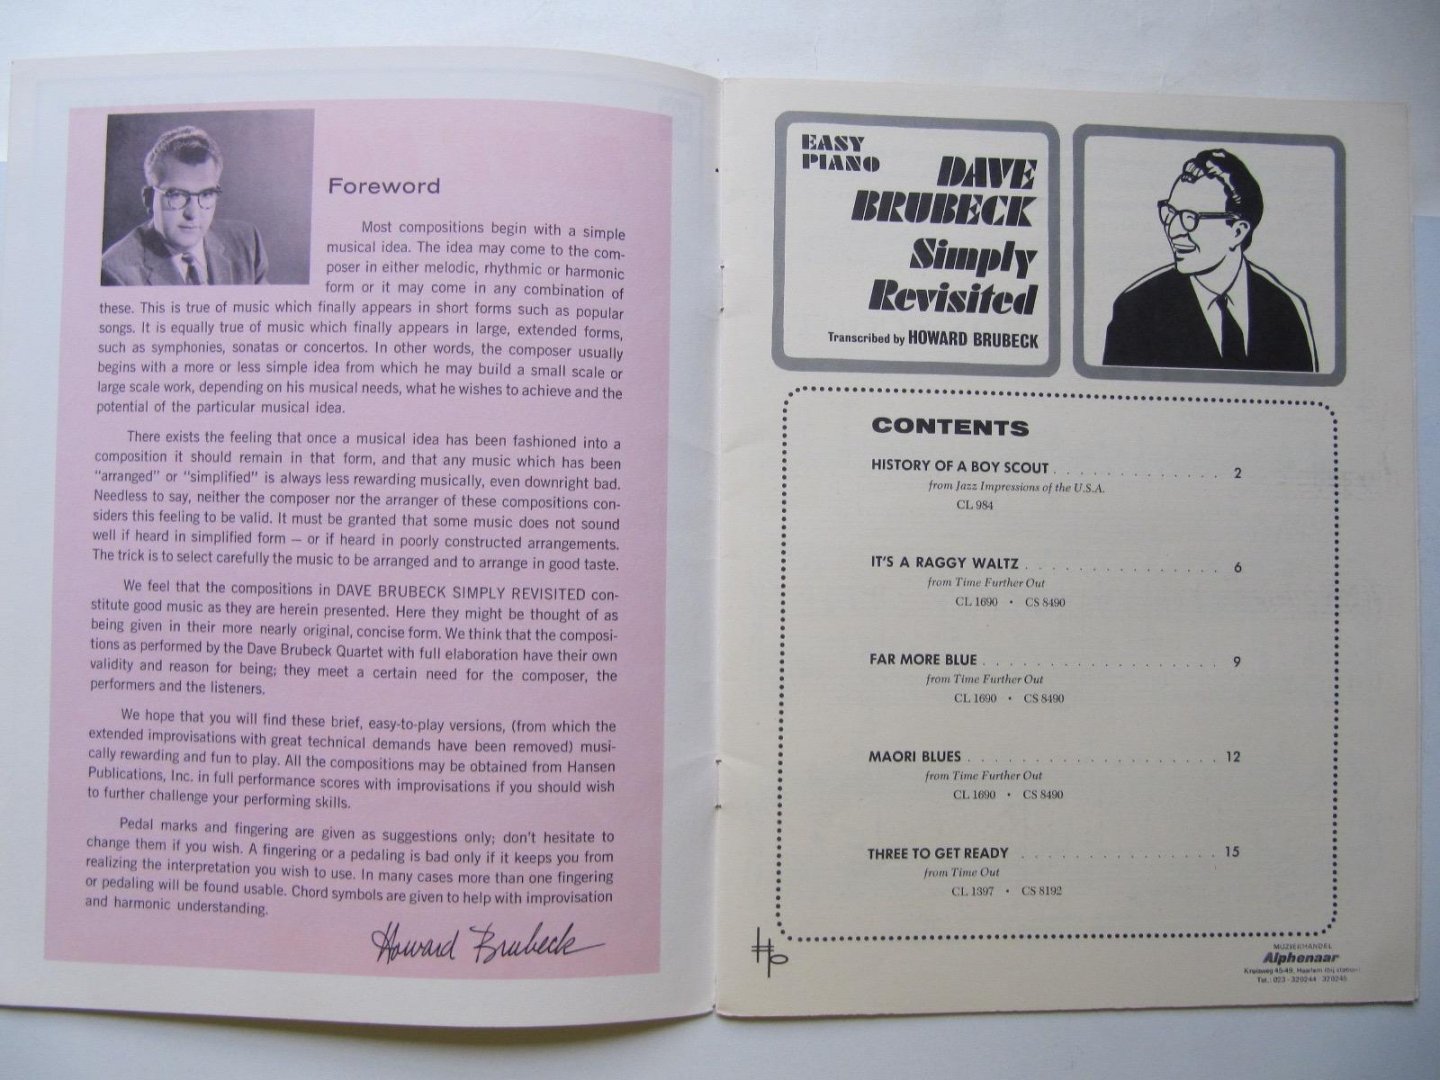 Foreword
Most compositions begin with a simple
musical idea. The idea may come to the com-
poser in either melodic, rhythmic or harmonic
form or it may come in any combination of
these. This is true of music which finally appears in short forms such as popular
songs. It is equally true of music which finally appears in large, extended forms,
such as symphonies, sonatas or concertos. In other words, the composer usually
begins with a more or less simple idea from which he may build a small scale or
large scale work, depending on his musical needs, what he wishes to achieve and the
potential of the particular musical idea.
There exists the feeling that once a musical idea has been fashioned into a
composition it should remain in that form, and that any music which has been
"arranged" or "simplified" is always less rewarding musically, even downright bad.
Needless to say, neither the composer nor the arranger of these compositions con-
siders this feeling to be valid. It must be granted that some music does not sound
well if heard in simplified form — or if heard in poorly constructed arrangements.
The trick is to select carefully the music to be arranged and to arrange in good taste.
We feel that the compositions in DAVE BRUBECK SIMPLY REVISITED con-
stitute good music as they are herein presented. Here they might be thought of as
being given in their more nearly original, concise form. We think that the composi-
tions as performed by the Dave Brubeck Quartet with full elaboration have their own
validity and reason for being; they meet a certain need for the composer, the
performers and the listeners.
We hope that you will find these brief, easy-to-play versions, (from which the
extended improvisations with great technical demands have been removed) musi-
cally rewarding and fun to play. All the compositions may be obtained from Hansen
Publications, Inc. in full performance scores with improvisations if you should wish
to further challenge your performing skills.
Pedal marks and fingering are given as suggestions only; don't hesitate to
change them if you wish. A fingering or a pedaling is bad only if it keeps you from
realizing the interpretation you wish to use. In many cases more than one fingering
or pedaling will be found usable. Chord symbols are given to help with improvisation
and harmonic understanding.
Howard Brubeck
EASY
PIANO
DAVE
BRUBECK
Simply
Revisited
Transcribed by HOWARD BRUBECK
CONTENTS
HISTORY OF A BOY SCOUT . . . . . . . . . . . . . 2
from Jazz Impressions of the U.S.A.
CL 984
IT'S A RAGGY WALTZ . . . . . . . . . . . . . . . 6
from Time Further Out
CL 1690 • CS 8490
FAR MORE BLUE . . . . . . . . . . . . . . . . . . 9
from Time Further Out
CL 1690 • CS 8490
MAORI BLUES . . . . . . . . . . . . . . . . . . . 12
from Time Further Out
CL 1690 • CS 8490
THREE TO GET READY . . . . . . . . . . . . . . . 15
from Time Out
CL 1397 • CS 8192
MUZIEKHANDEL
Alphenaar
Kruisweg 45-49, Haarlem (bij station)
Tel.: 023 - 320244 320245